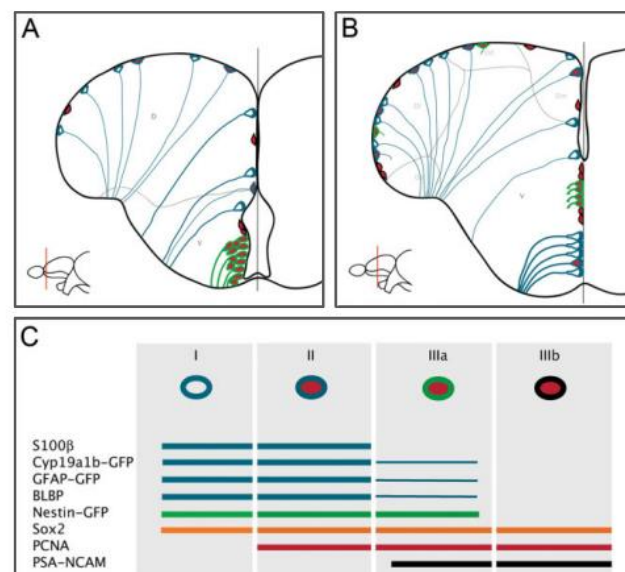 A
B
D
V
V
C
I II IIIa IIIb
S100β
Cyp19a1b-GFP
GFAP-GFP
BLBP
Nestin-GFP
Sox2
PCNA
PSA-NCAM